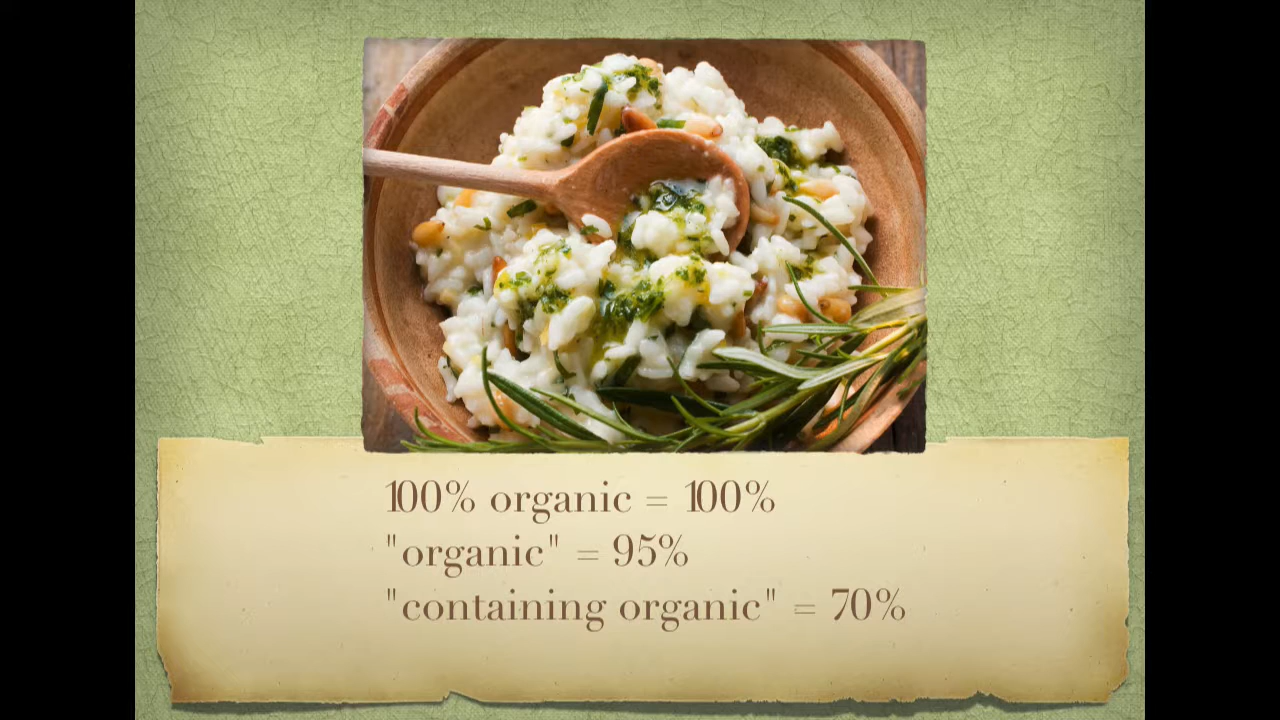 100% organic = 100%
"organic" = 95%
"containing organic" = 70%